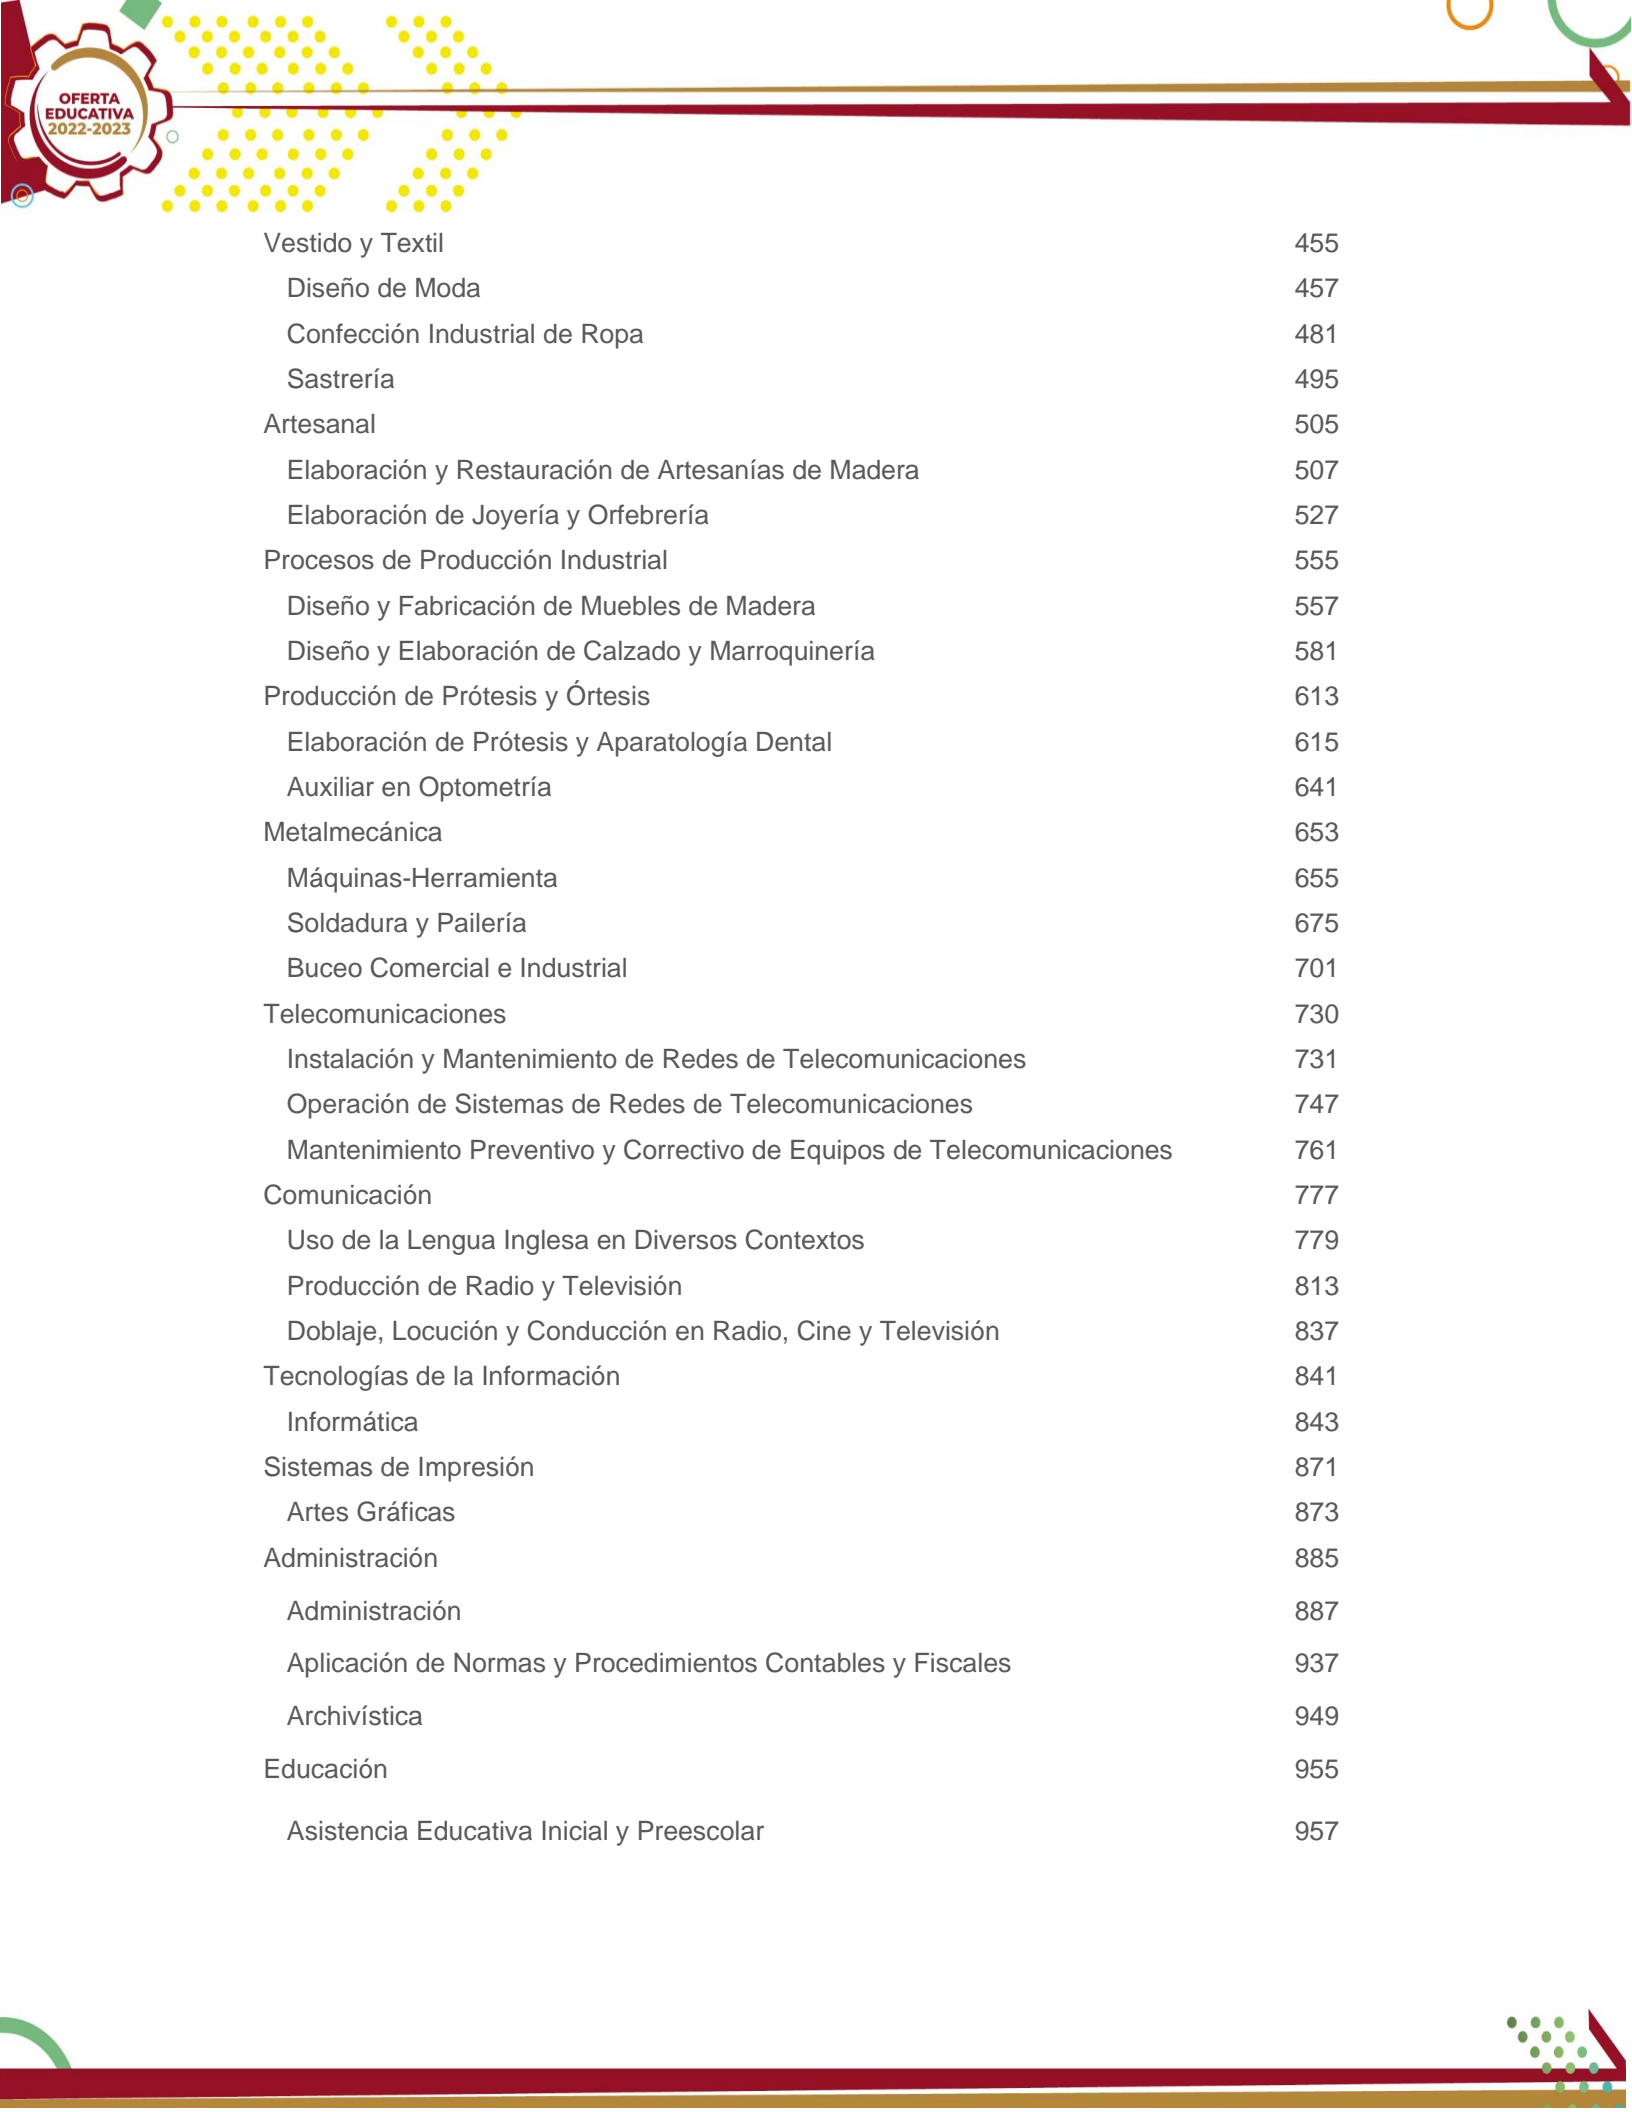 OFERTA
EDUCATIVA
2022-2023
Vestido y Textil 455
Diseño de Moda 457
Confección Industrial de Ropa 481
Sastrería 495
Artesanal 505
Elaboración y Restauración de Artesanías de Madera 507
Elaboración de Joyería y Orfebrería 527
Procesos de Producción Industrial 555
Diseño y Fabricación de Muebles de Madera 557
Diseño y Elaboración de Calzado y Marroquinería 581
Producción de Prótesis y Órtesis 613
Elaboración de Prótesis y Aparatología Dental 615
Auxiliar en Optometría 641
Metalmecánica 653
Máquinas-Herramienta 655
Soldadura y Pailería 675
Buceo Comercial e Industrial 701
Telecomunicaciones 730
Instalación y Mantenimiento de Redes de Telecomunicaciones 731
Operación de Sistemas de Redes de Telecomunicaciones 747
Mantenimiento Preventivo y Correctivo de Equipos de Telecomunicaciones 761
Comunicación 777
Uso de la Lengua Inglesa en Diversos Contextos 779
Producción de Radio y Televisión 813
Doblaje, Locución y Conducción en Radio, Cine y Televisión 837
Tecnologías de la Información 841
Informática 843
Sistemas de Impresión 871
Artes Gráficas 873
Administración 885
Administración 887
Aplicación de Normas y Procedimientos Contables y Fiscales 937
Archivística 949
Educación 955
Asistencia Educativa Inicial y Preescolar 957